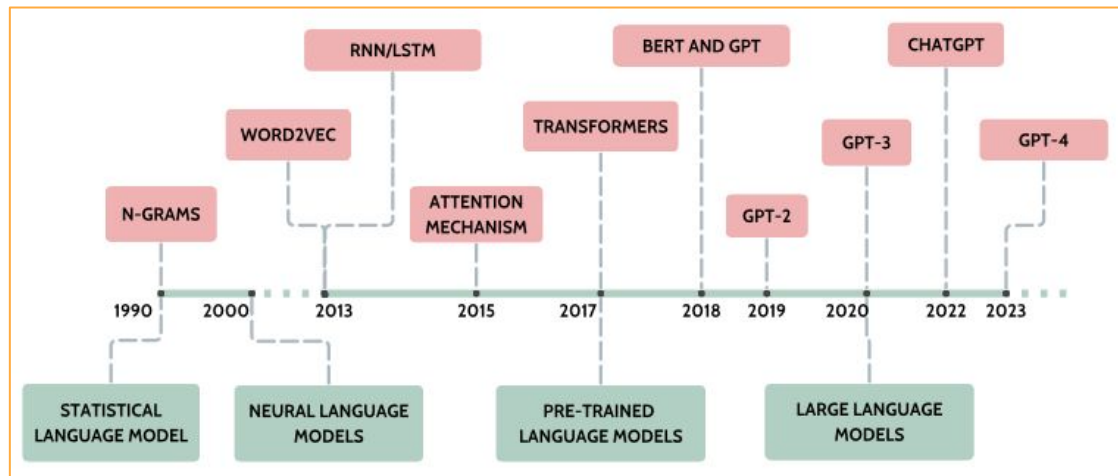 RNN/LSTM
BERT AND GPT
CHATGPT
WORD2VEC
TRANSFORMERS
GPT-3
GPT-4
N-GRAMS
ATTENTION
MECHANISM
GPT-2
1990
2000
2013
2015
2017
2018
2019
2020
2022
2023
STATISTICAL
LANGUAGE MODEL
NEURAL LANGUAGE
MODELS
PRE-TRAINED
LANGUAGE MODELS
LARGE LANGUAGE
MODELS